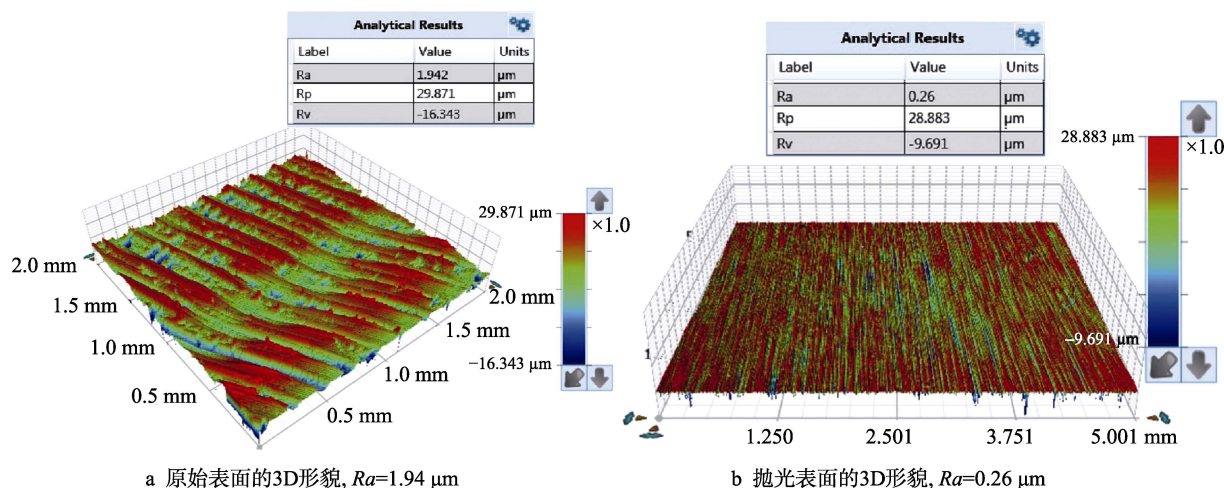 Analytical Results
Label Value Units
Ra 1.942 μm
Rp 29.871 μm
Rv -16.343 μm
29.871 μm
×1.0
−16.343 μm
2.0 mm
1.5 mm
1.0 mm
0.5 mm
0.5 mm
1.0 mm
1.5 mm
2.0 mm
a 原始表面的3D形貌, Ra=1.94 μm
Analytical Results
Label Value Units
Ra 0.26 μm
Rp 28.883 μm
Rv -9.691 μm
28.883 μm
×1.0
−9.691 μm
1
1.250 2.501 3.751 5.001 mm
b 抛光表面的3D形貌, Ra=0.26 μm